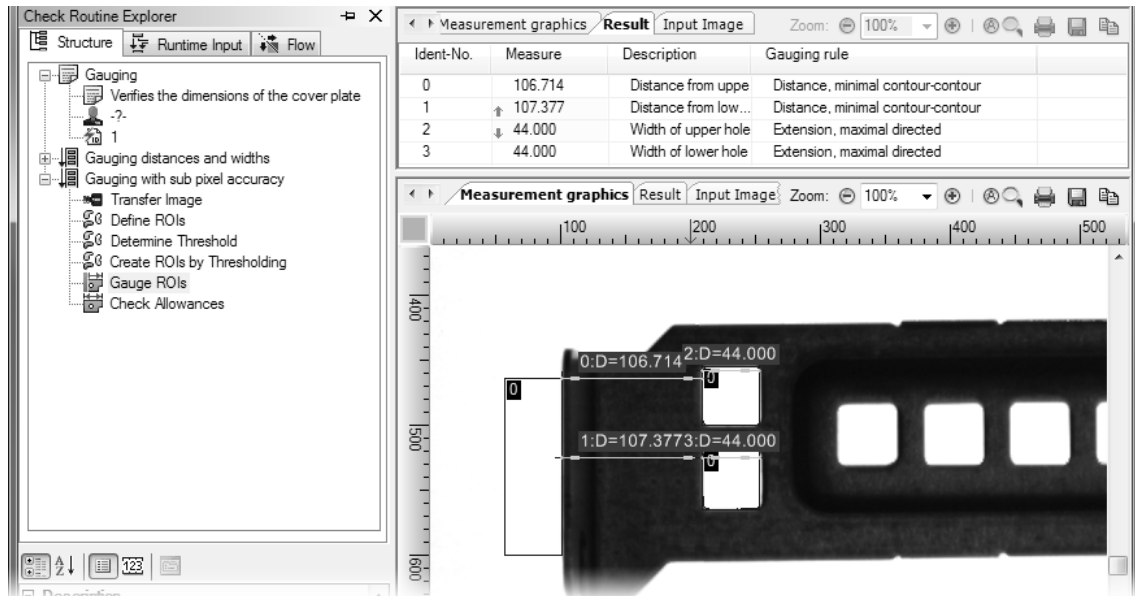 Check Routine Explorer
Structure Runtime Input Flow
Gauging
Verifies the dimensions of the cover plate
-?-
1
Gauging distances and widths
Gauging with sub pixel accuracy
Transfer Image
Define ROIs
Determine Threshold
Create ROIs by Thresholding
Gauge ROIs
Check Allowances
123
Description
Measurement graphics Result Input Image Zoom: 100%
Ident-No. Measure Description Gauging rule
0 106.714 Distance from uppe Distance, minimal contour-contour
1 107.377 Distance from low... Distance, minimal contour-contour
2 44.000 Width of upper hole Extension, maximal directed
3 44.000 Width of lower hole Extension, maximal directed
Measurement graphics Result Input Image Zoom: 100%
100 200 300 400 500
400
500
600
0:D=106.714 2:D=44.000
0
0
1:D=107.3773:D=44.000
0